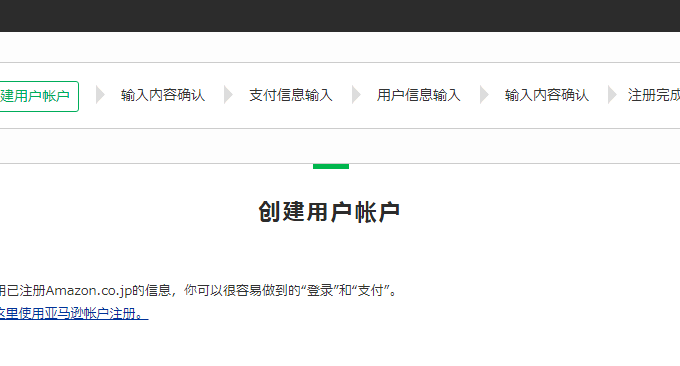 建用户帐户 输入内容确认 支付信息输入 用户信息输入 输入内容确认 注册完成
创建用户帐户
用已注册Amazon.co.jp的信息，你可以很容易做到的“登录”和“支付”。
这里使用亚马逊帐户注册。